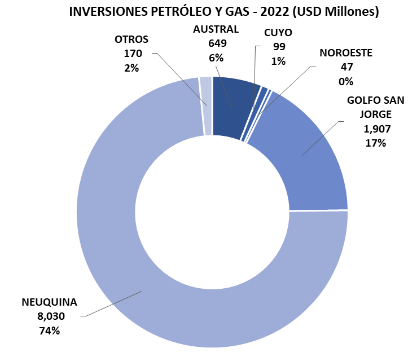 INVERSIONES PETRÓLEO Y GAS - 2022 (USD Millones)
AUSTRAL
649
6%
CUYO
99
1%
OTROS
170
2%
NOROESTE
47
0%
GOLFO SAN
JORGE
1,907
17%
NEUQUINA
8,030
74%